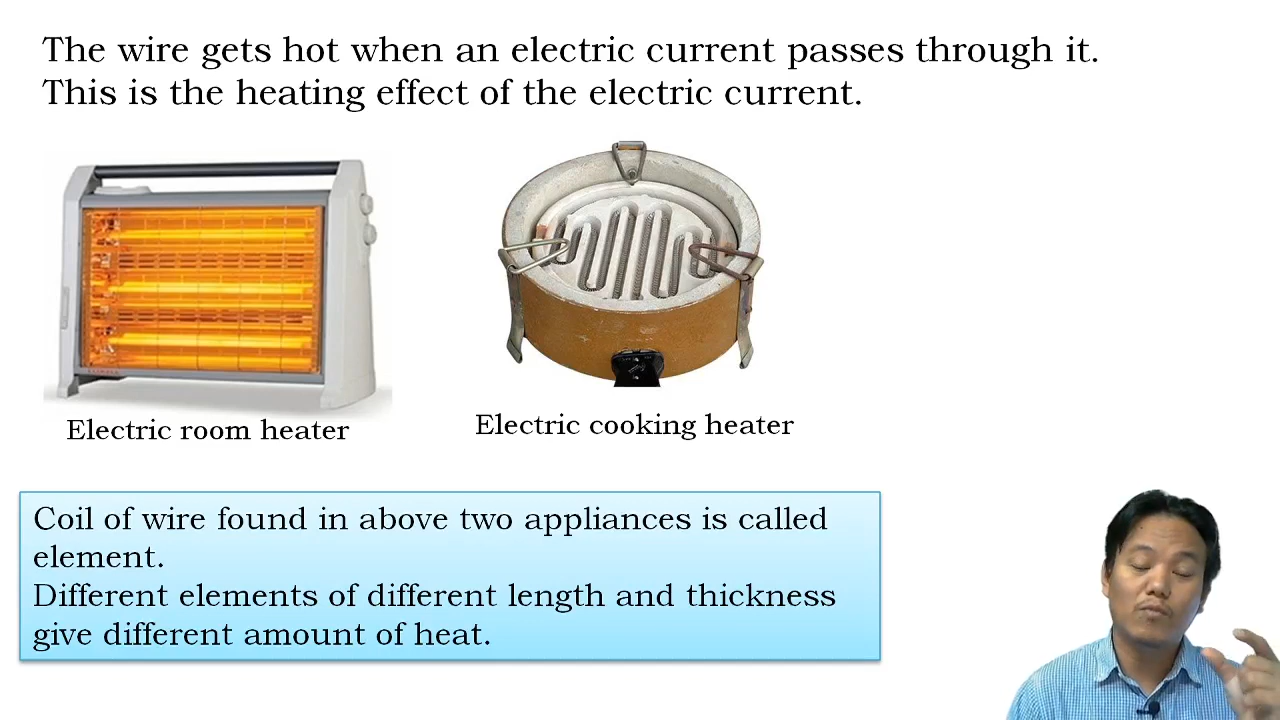 The wire gets hot when an electric current passes through it.
This is the heating effect of the electric current.
Electric room heater
Electric cooking heater
Coil of wire found in above two appliances is called
element.
Different elements of different length and thickness
give different amount of heat.